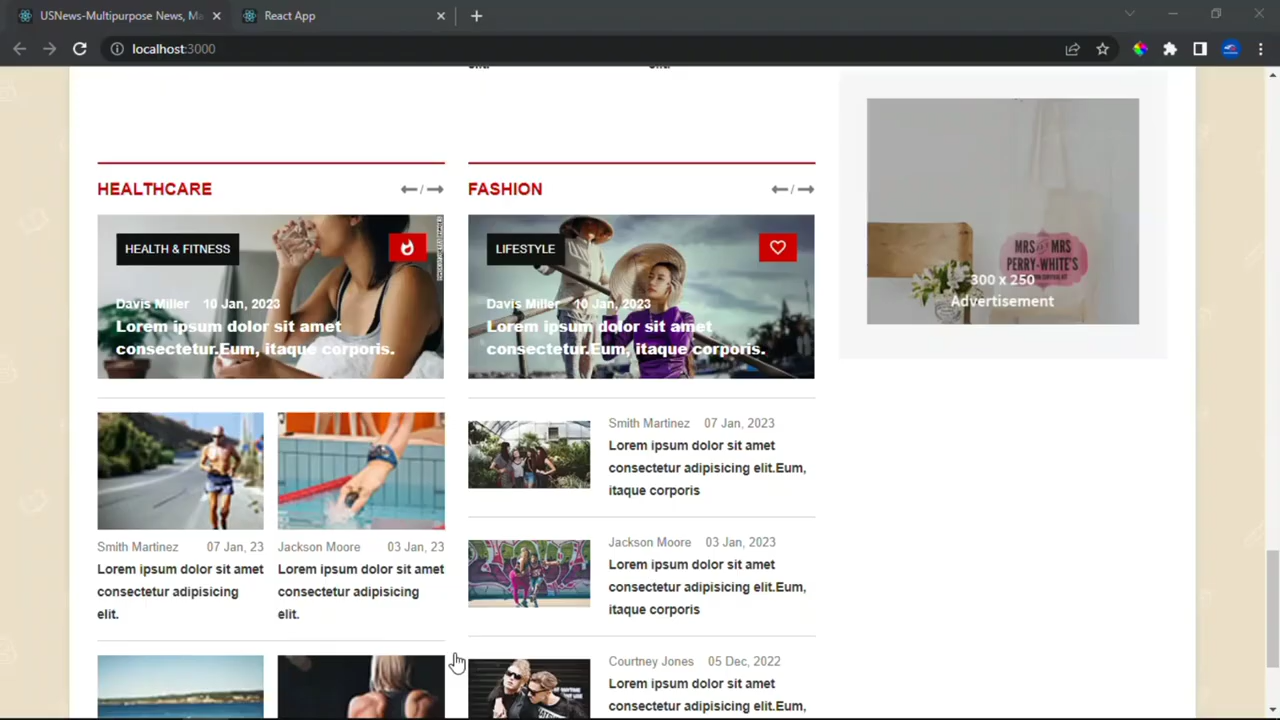 USNews-Multipurpose News, Ma
React App
localhost:3000
HEALTHCARE
/
FASHION
/
HEALTH & FITNESS
Davis Miller 10 Jan, 2023
Lorem ipsum dolor sit amet
consectetur.Eum, itaque corporis.
LIFESTYLE
Davis Miller 10 Jan, 2023
Lorem ipsum dolor sit amet
consectetur.Eum, itaque corporis.
MRS AND MRS
PERRY-WHITE'S
300 x 250
Advertisement
Smith Martinez 07 Jan, 23
Lorem ipsum dolor sit amet
consectetur adipisicing
elit.
Jackson Moore 03 Jan, 23
Lorem ipsum dolor sit amet
consectetur adipisicing
elit.
Smith Martinez 07 Jan, 2023
Lorem ipsum dolor sit amet
consectetur adipisicing elit.Eum,
itaque corporis
Jackson Moore 03 Jan, 2023
Lorem ipsum dolor sit amet
consectetur adipisicing elit.Eum,
itaque corporis
Courtney Jones 05 Dec, 2022
Lorem ipsum dolor sit amet
consectetur adipisicing elit.Eum,